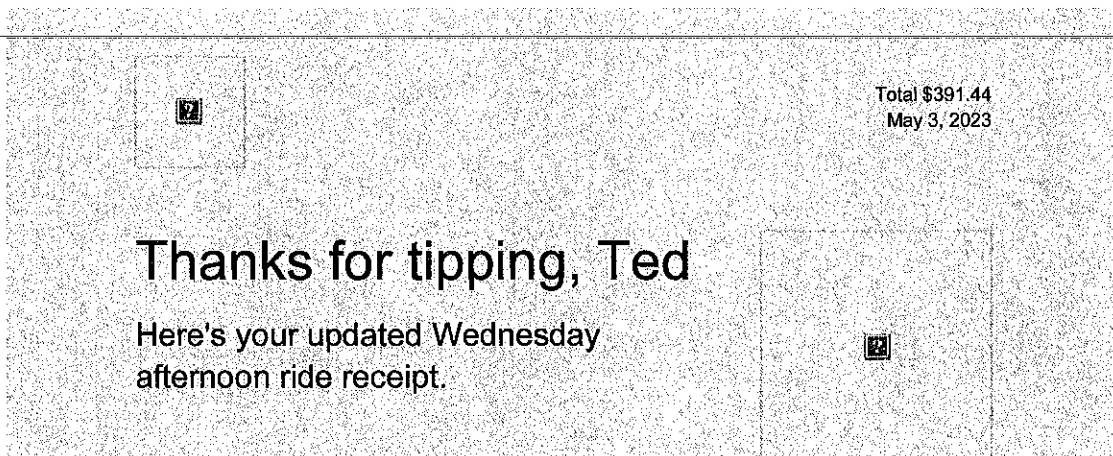 Total $391.44
May 3, 2023
Thanks for tipping, Ted
Here's your updated Wednesday
afternoon ride receipt.